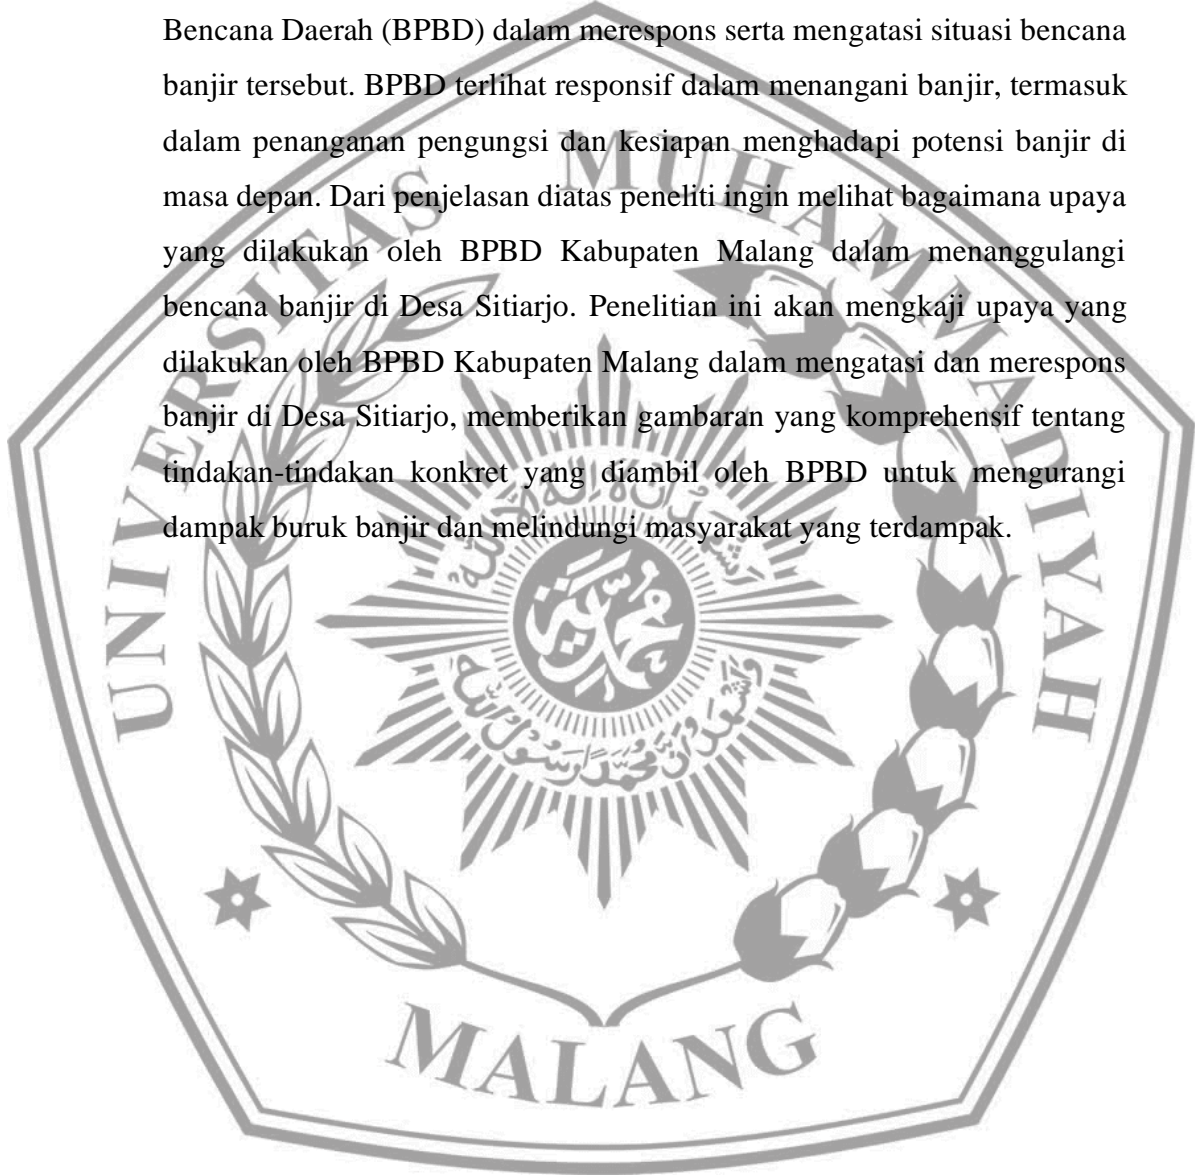 Bencana Daerah (BPBD) dalam merespons serta mengatasi situasi bencana
banjir tersebut. BPBD terlihat responsif dalam menangani banjir, termasuk
dalam penanganan pengungsi dan kesiapan menghadapi potensi banjir di
masa depan. Dari penjelasan diatas peneliti ingin melihat bagaimana upaya
yang dilakukan oleh BPBD Kabupaten Malang dalam menanggulangi
bencana banjir di Desa Sitiarjo. Penelitian ini akan mengkaji upaya yang
dilakukan oleh BPBD Kabupaten Malang dalam mengatasi dan merespons
banjir di Desa Sitiarjo, memberikan gambaran yang komprehensif tentang
tindakan-tindakan konkret yang diambil oleh BPBD untuk mengurangi
dampak buruk banjir dan melindungi masyarakat yang terdampak.
UNIVERSITAS MUHAMMADIYAH
MALANG